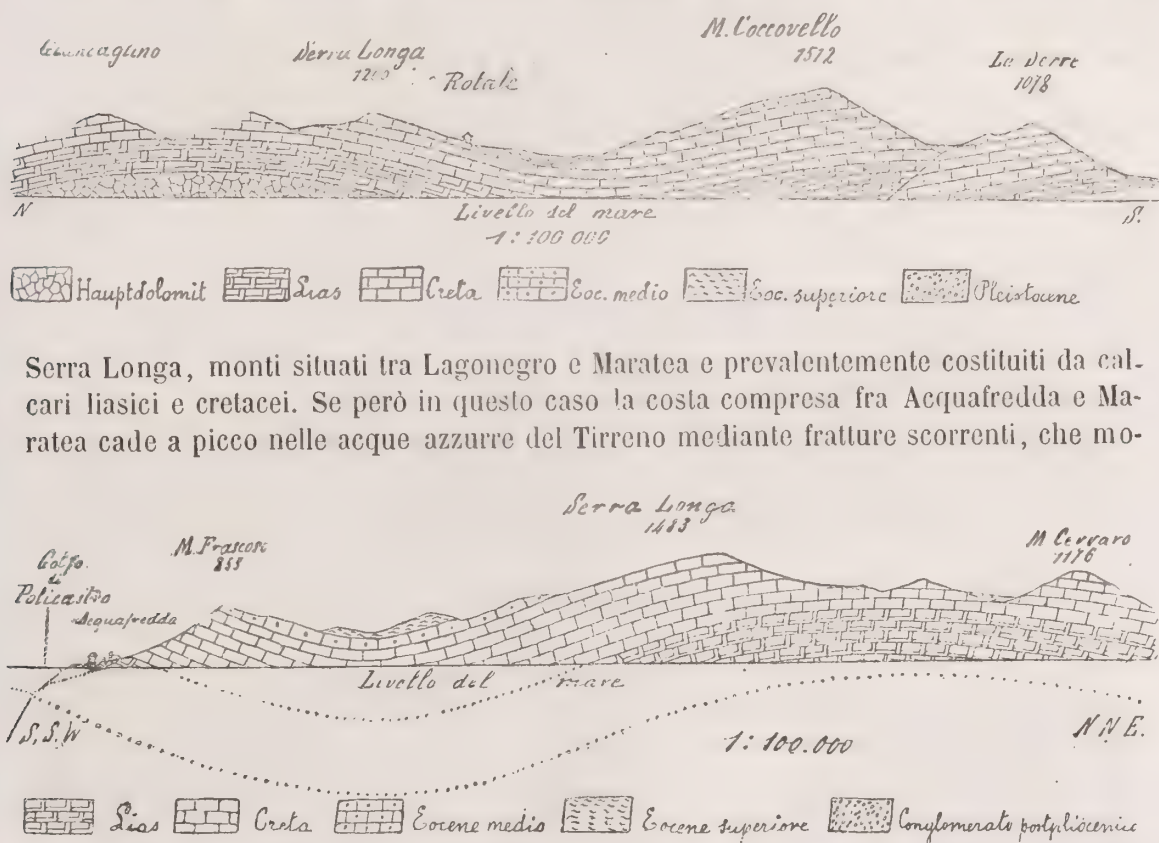 M. Coccovello
1512
Serra Longa
Rotale
Le Serre
1078
N
S.
Livello del mare
1:100 000
Hauptdolomit Lias Creta Eoc. medio Eoc. superiore Pleistocene
Serra Longa, monti situati tra Lagonegro e Maratea e prevalentemente costituiti da cal-
cari liasici e cretacei. Se però in questo caso la costa compresa fra Acquafredda e Ma-
ratea cade a picco nelle acque azzurre del Tirreno mediante fratture scorrenti, che mo-
Serra Longa
1483
M. Cerraro
1176
Golfo
di
Policastro
Acquafredda
Livello del mare
S.S.W
NNE.
1:100.000
Lias Creta Eocene medio Eocene superiore Conglomerato postpliocenico